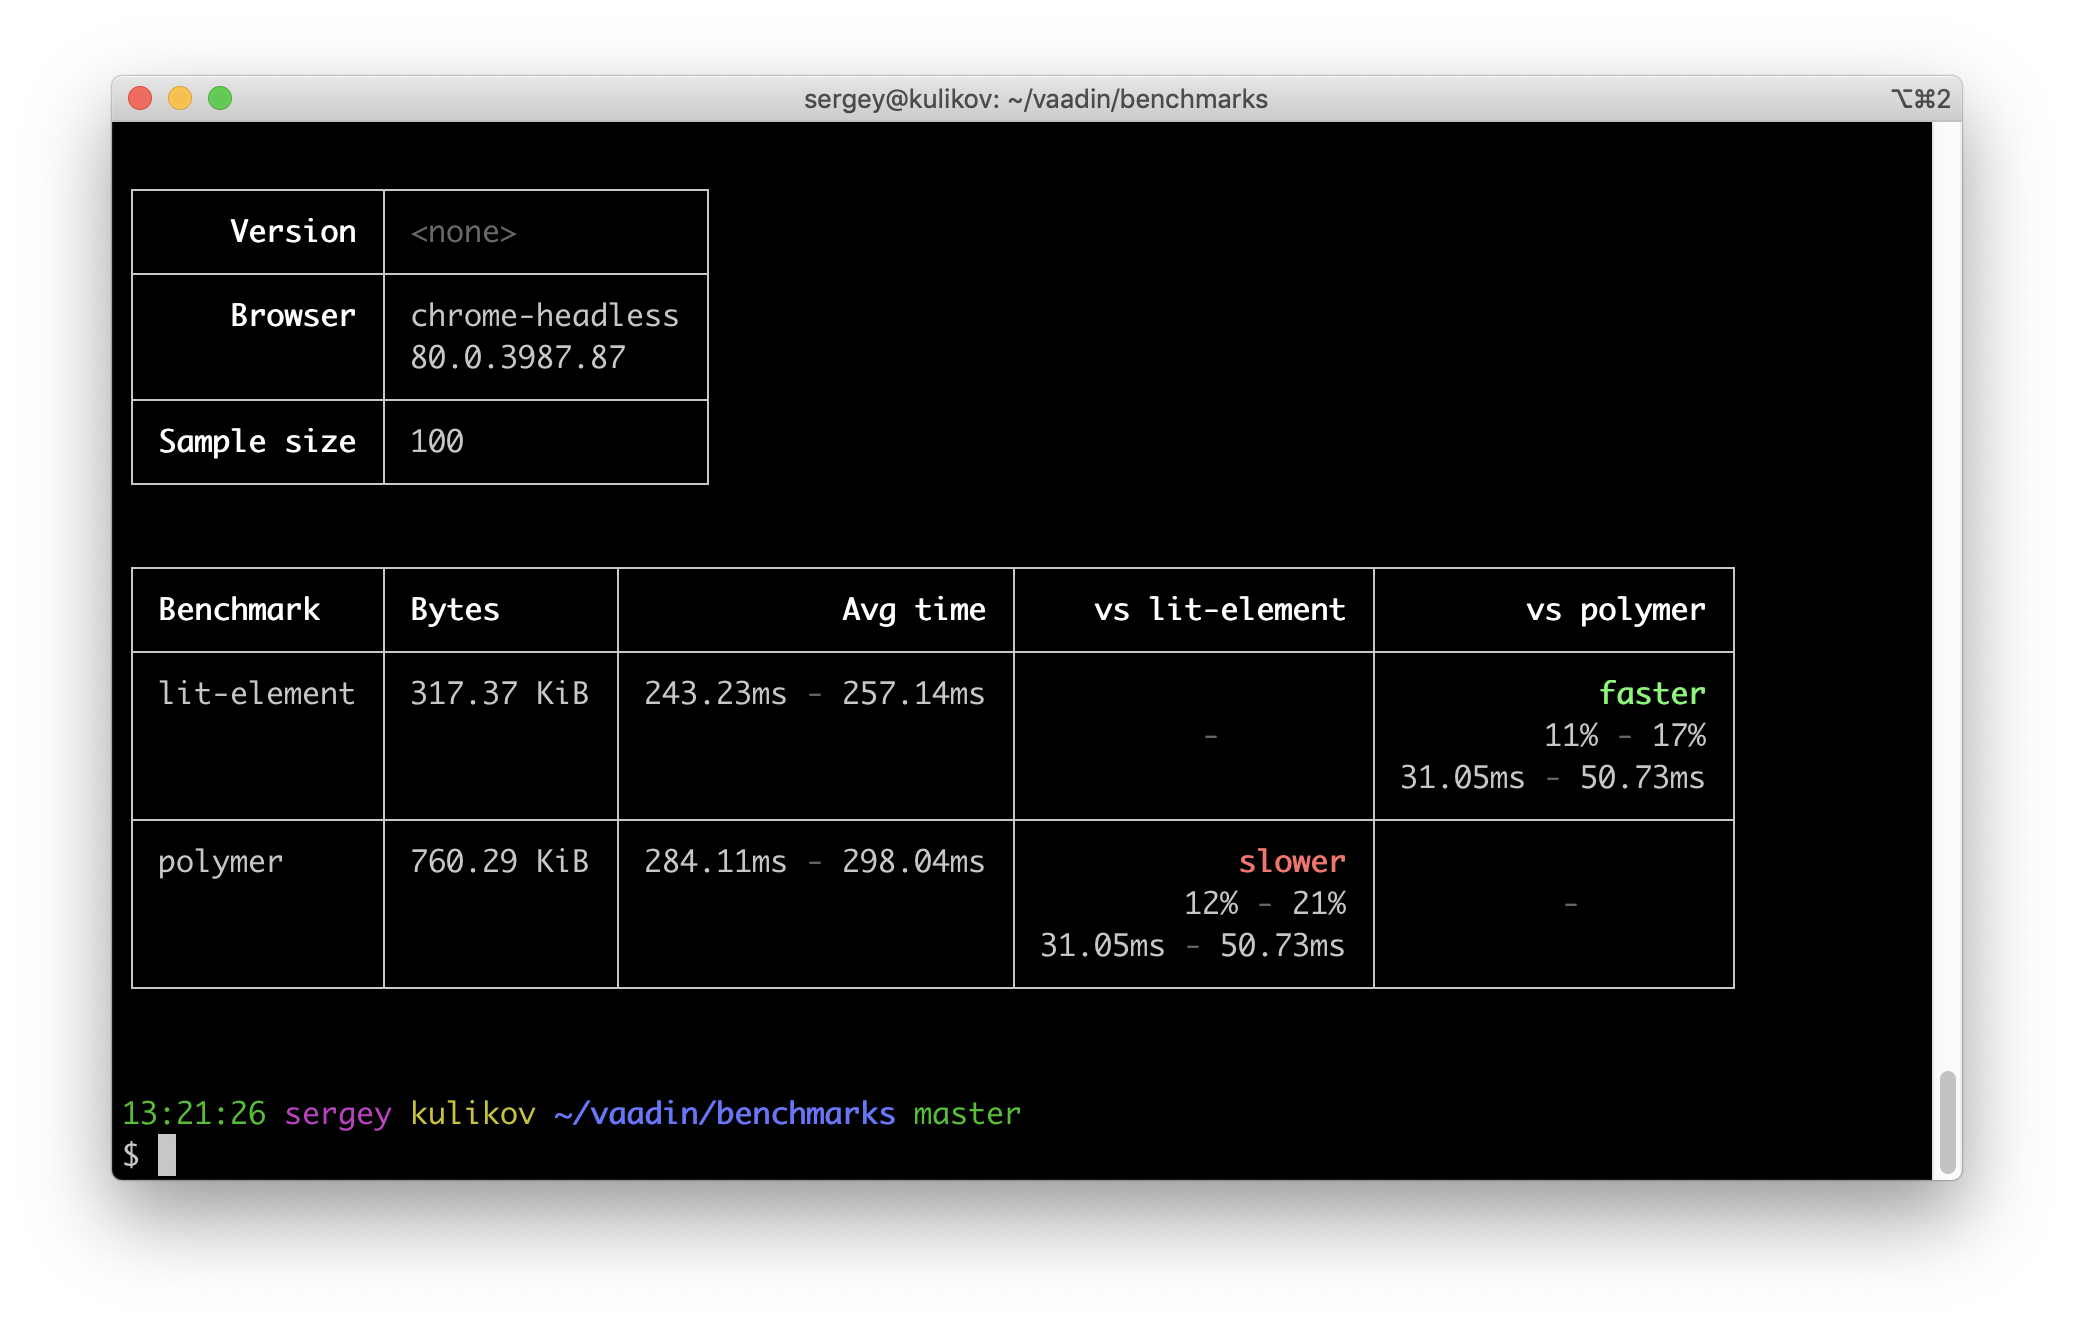 sergey@kulikov: ~/vaadin/benchmarks ⌥⌘2
Version <none>
Browser chrome-headless
80.0.3987.87
Sample size 100
Benchmark Bytes Avg time vs lit-element vs polymer
lit-element 317.37 KiB 243.23ms - 257.14ms faster
- 11% - 17%
31.05ms - 50.73ms
polymer 760.29 KiB 284.11ms - 298.04ms slower
12% - 21% -
31.05ms - 50.73ms
13:21:26 sergey kulikov ~/vaadin/benchmarks master
$